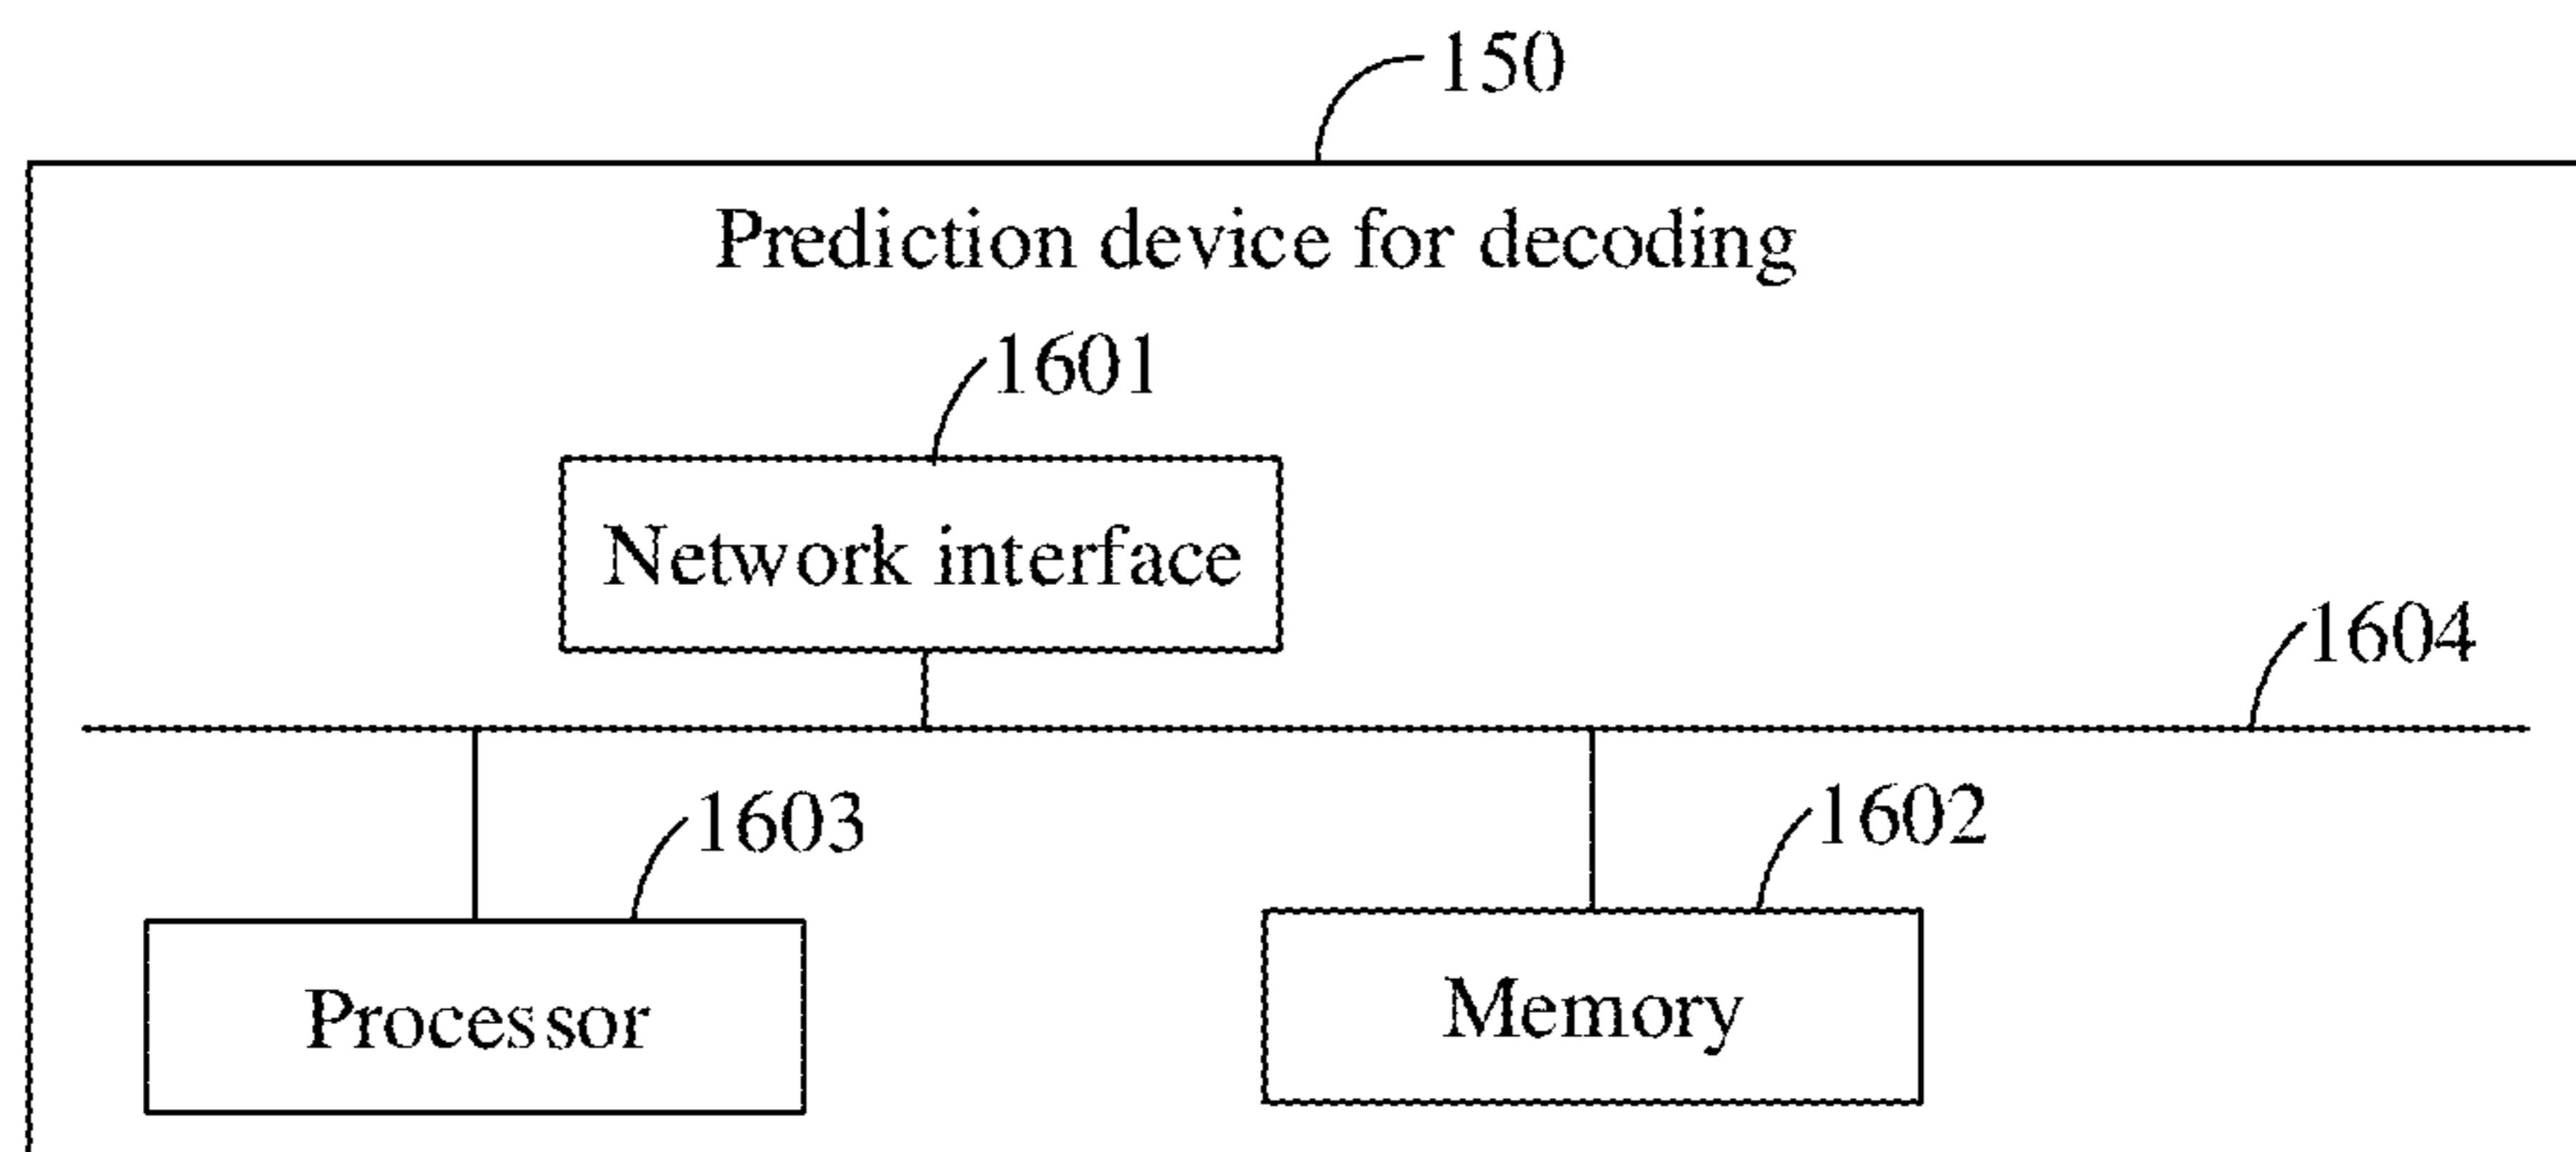 150
Prediction device for decoding
1601
Network interface
1604
1603
1602
Processor
Memory